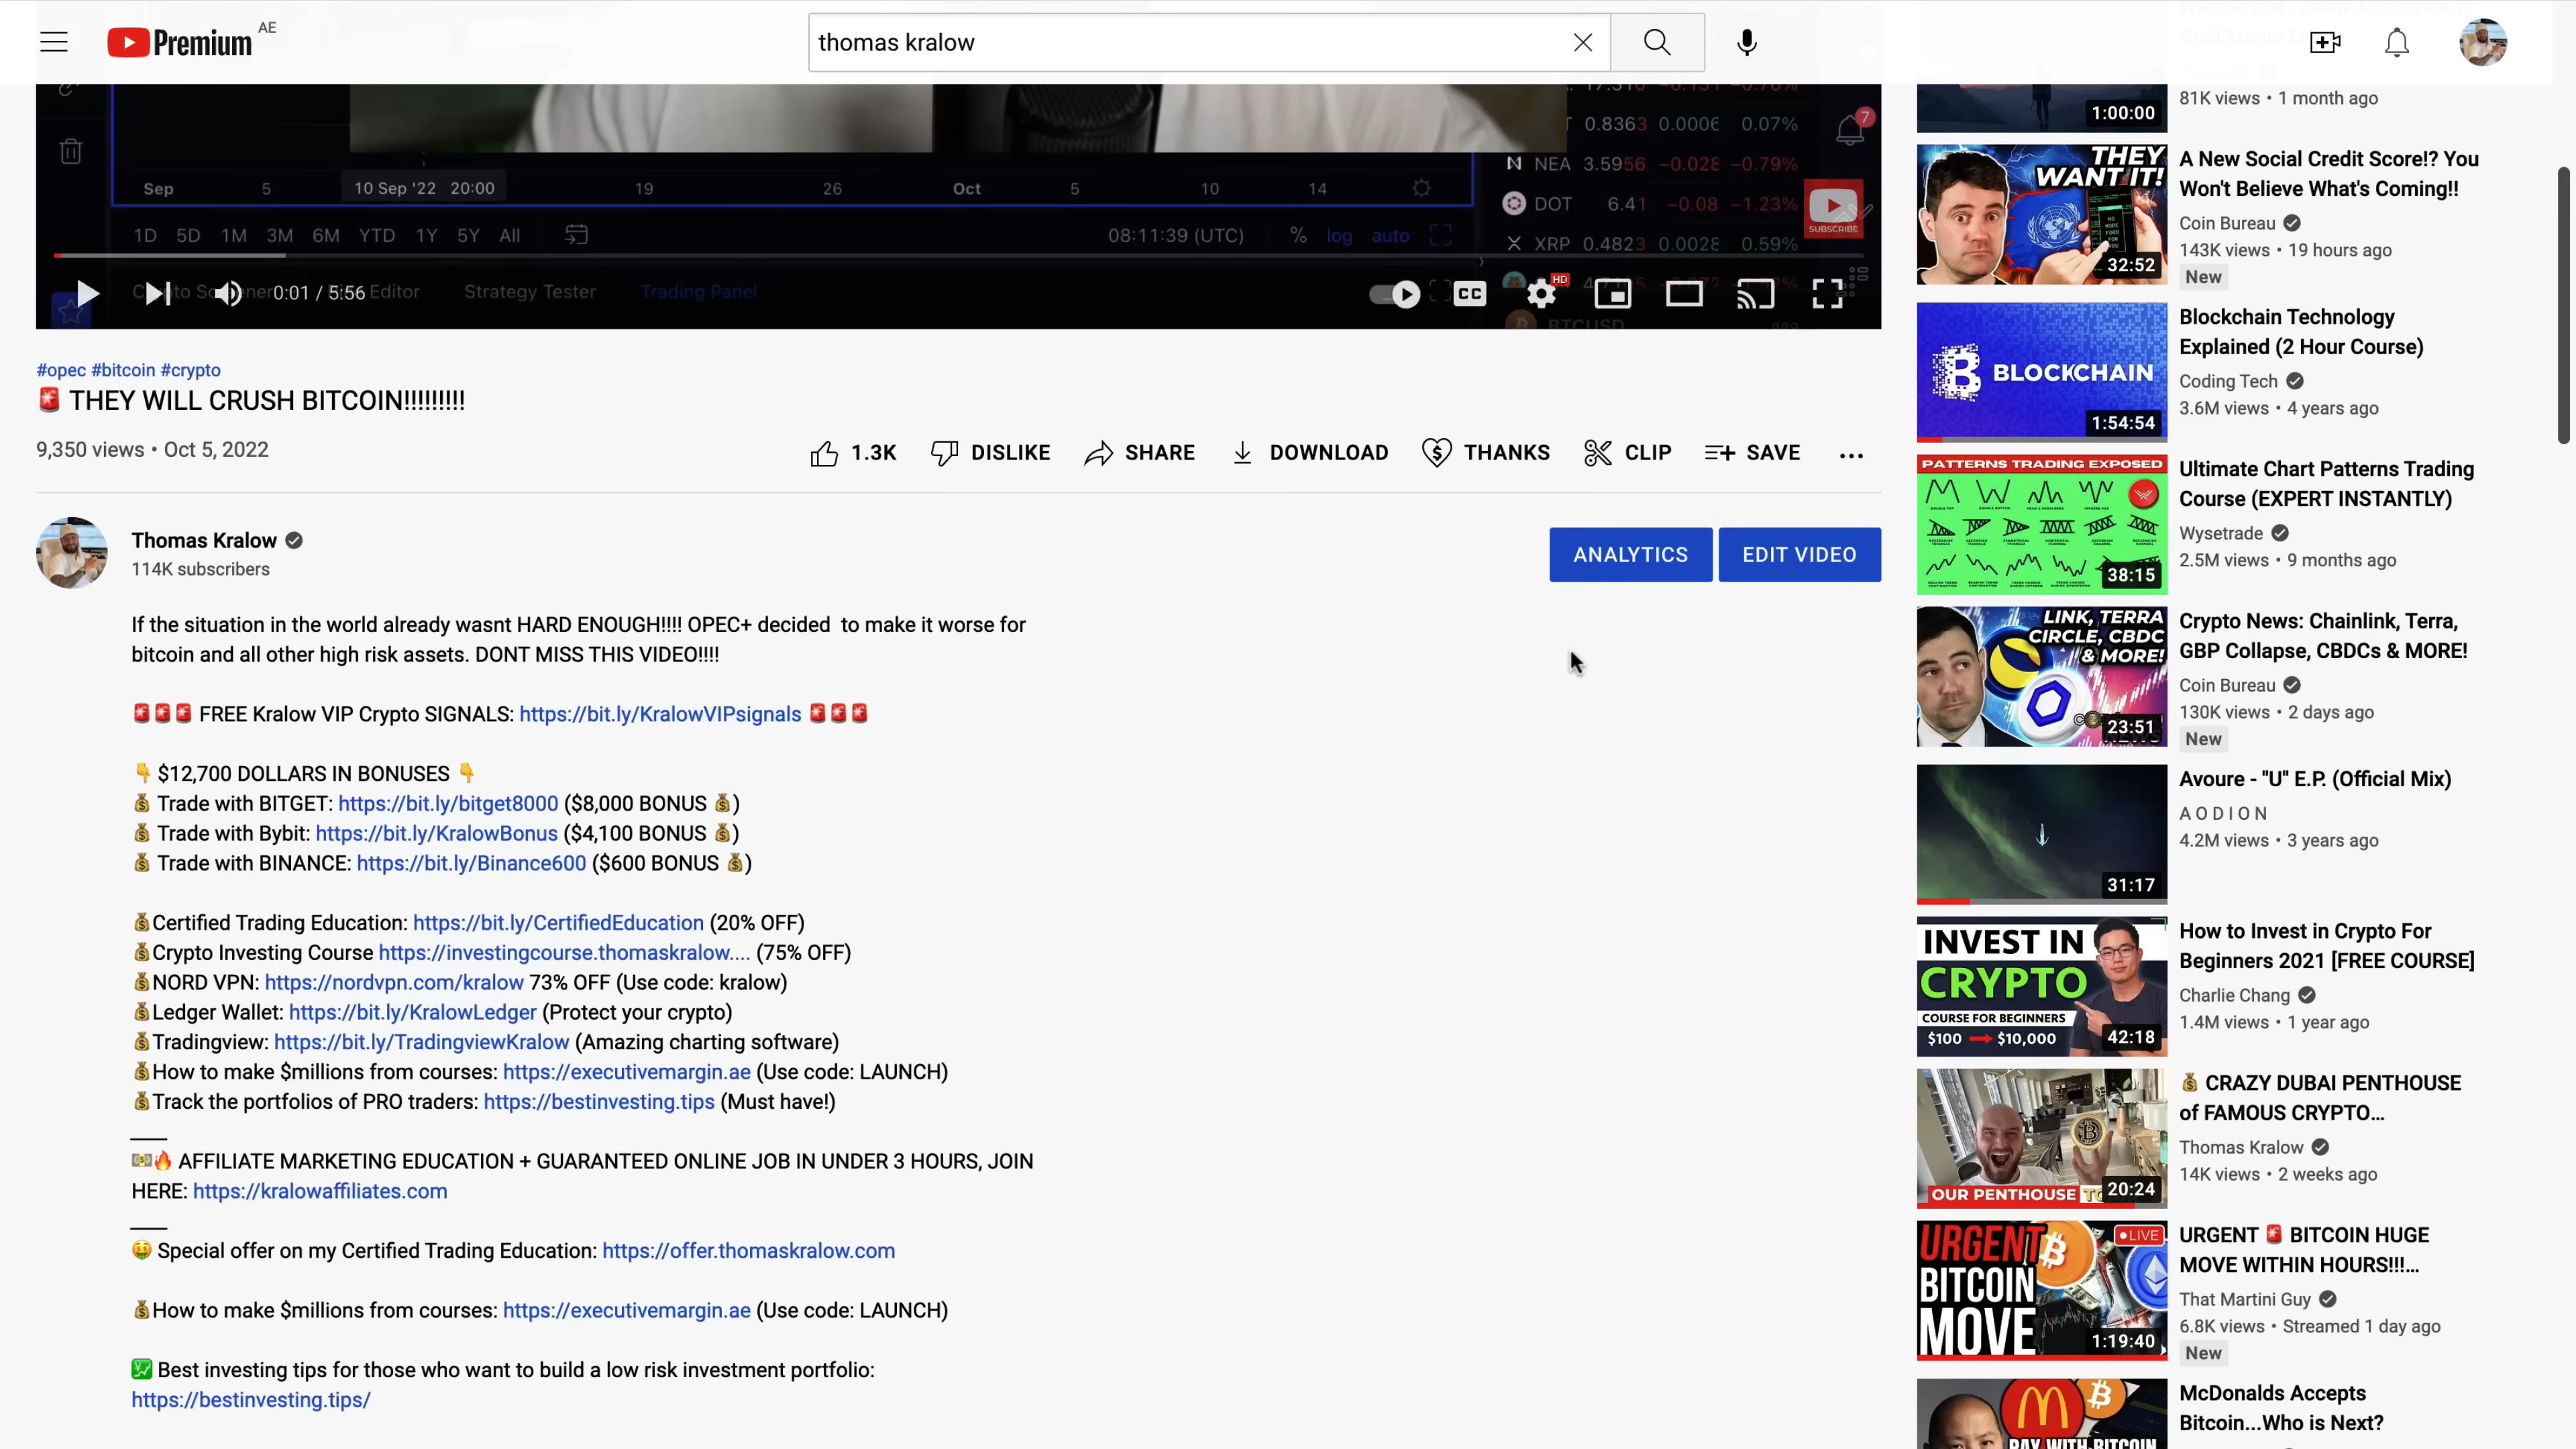 Premium AE
thomas kralow
0.8363 0.0006 0.07%
7
NEA 3.5956 −0.028 −0.79%
DOT 6.41 −0.08 −1.23%
XRP 0.4823 0.0028 0.59%
SUBSCRIBE
Sep 5 10 Sep '22 20:00 19 26 Oct 5 10 14
1D 5D 1M 3M 6M YTD 1Y 5Y All
08:11:39 (UTC) % log auto
0:01 / 5:56
Editor Strategy Tester Trading Panel
CC HD
BTCUSD
#opec #bitcoin #crypto
🚨 THEY WILL CRUSH BITCOIN!!!!!!!!!
9,350 views • Oct 5, 2022
1.3K DISLIKE SHARE DOWNLOAD THANKS CLIP SAVE ...
Thomas Kralow
114K subscribers
ANALYTICS EDIT VIDEO
If the situation in the world already wasnt HARD ENOUGH!!!! OPEC+ decided to make it worse for
bitcoin and all other high risk assets. DONT MISS THIS VIDEO!!!!
🚨🚨🚨 FREE Kralow VIP Crypto SIGNALS: https://bit.ly/KralowVIPsignals 🚨🚨🚨
👇 $12,700 DOLLARS IN BONUSES 👇
💰 Trade with BITGET: https://bit.ly/bitget8000 ($8,000 BONUS 💰)
💰 Trade with Bybit: https://bit.ly/KralowBonus ($4,100 BONUS 💰)
💰 Trade with BINANCE: https://bit.ly/Binance600 ($600 BONUS 💰)
💰Certified Trading Education: https://bit.ly/CertifiedEducation (20% OFF)
💰Crypto Investing Course https://investingcourse.thomaskralow.... (75% OFF)
💰NORD VPN: https://nordvpn.com/kralow 73% OFF (Use code: kralow)
💰Ledger Wallet: https://bit.ly/KralowLedger (Protect your crypto)
💰Tradingview: https://bit.ly/TradingviewKralow (Amazing charting software)
💰How to make $millions from courses: https://executivemargin.ae (Use code: LAUNCH)
💰Track the portfolios of PRO traders: https://bestinvesting.tips (Must have!)
____
💵🔥 AFFILIATE MARKETING EDUCATION + GUARANTEED ONLINE JOB IN UNDER 3 HOURS, JOIN
HERE: https://kralowaffiliates.com
____
🤑 Special offer on my Certified Trading Education: https://offer.thomaskralow.com
💰How to make $millions from courses: https://executivemargin.ae (Use code: LAUNCH)
💹 Best investing tips for those who want to build a low risk investment portfolio:
https://bestinvesting.tips/
1:00:00
81K views • 1 month ago
THEY
WANT IT!
32:52
A New Social Credit Score!? You
Won't Believe What's Coming!!
Coin Bureau
143K views • 19 hours ago
New
BLOCKCHAIN
1:54:54
Blockchain Technology
Explained (2 Hour Course)
Coding Tech
3.6M views • 4 years ago
PATTERNS TRADING EXPOSED
38:15
Ultimate Chart Patterns Trading
Course (EXPERT INSTANTLY)
Wysetrade
2.5M views • 9 months ago
LINK, TERRA
CIRCLE, CBDC
& MORE!
23:51
Crypto News: Chainlink, Terra,
GBP Collapse, CBDCs & MORE!
Coin Bureau
130K views • 2 days ago
New
31:17
Avoure - "U" E.P. (Official Mix)
A O D I O N
4.2M views • 3 years ago
INVEST IN
CRYPTO
COURSE FOR BEGINNERS
$100 $10,000
42:18
How to Invest in Crypto For
Beginners 2021 [FREE COURSE]
Charlie Chang
1.4M views • 1 year ago
OUR PENTHOUSE
20:24
💰 CRAZY DUBAI PENTHOUSE
of FAMOUS CRYPTO...
Thomas Kralow
14K views • 2 weeks ago
URGENT
BITCOIN
MOVE
LIVE
1:19:40
URGENT 🚨 BITCOIN HUGE
MOVE WITHIN HOURS!!!...
That Martini Guy
6.8K views • Streamed 1 day ago
New
PAY WITH BITCOIN
McDonalds Accepts
Bitcoin...Who is Next?